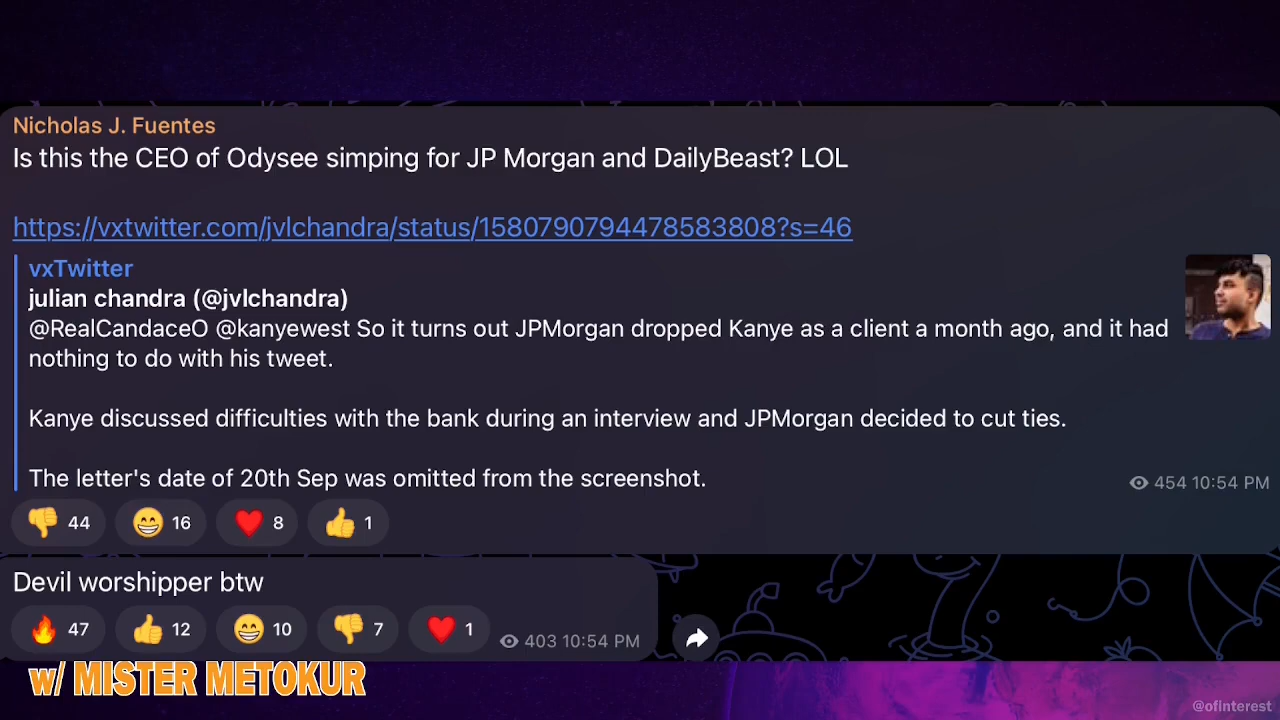 Nicholas J. Fuentes
Is this the CEO of Odysee simping for JP Morgan and DailyBeast? LOL
https://vxtwitter.com/jvlchandra/status/1580790794478583808?s=46
vxTwitter
julian chandra (@jvlchandra)
@RealCandaceO @kanyewest So it turns out JPMorgan dropped Kanye as a client a month ago, and it had
nothing to do with his tweet.
Kanye discussed difficulties with the bank during an interview and JPMorgan decided to cut ties.
The letter's date of 20th Sep was omitted from the screenshot.
454 10:54 PM
44 16 8 1
Devil worshipper btw
47 12 10 7 1 403 10:54 PM
w/ MISTER METOKUR
@ofinterest